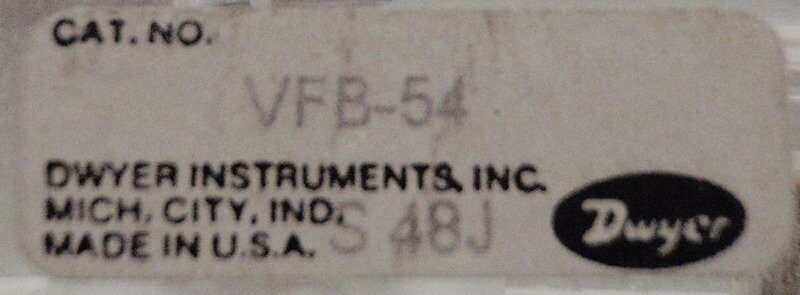 CAT. NO.
VFB-54
DWYER INSTRUMENTS, INC.
MICH. CITY, IND.
S 48J
MADE IN U.S.A.
Dwyer